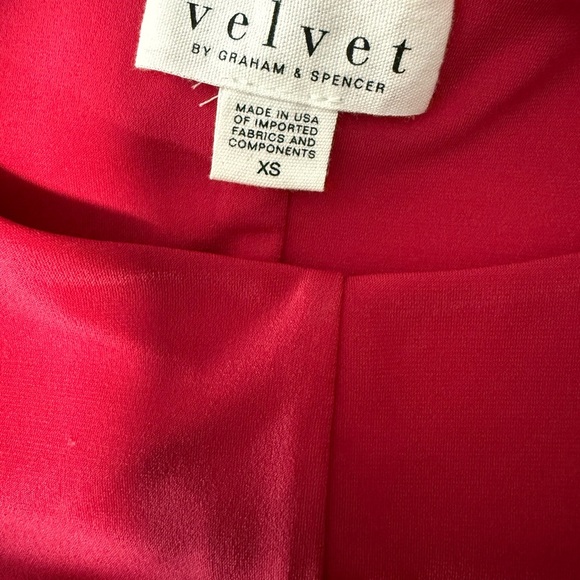 velvet
BY GRAHAM & SPENCER
MADE IN USA
OF IMPORTED
FABRICS AND
COMPONENTS
XS